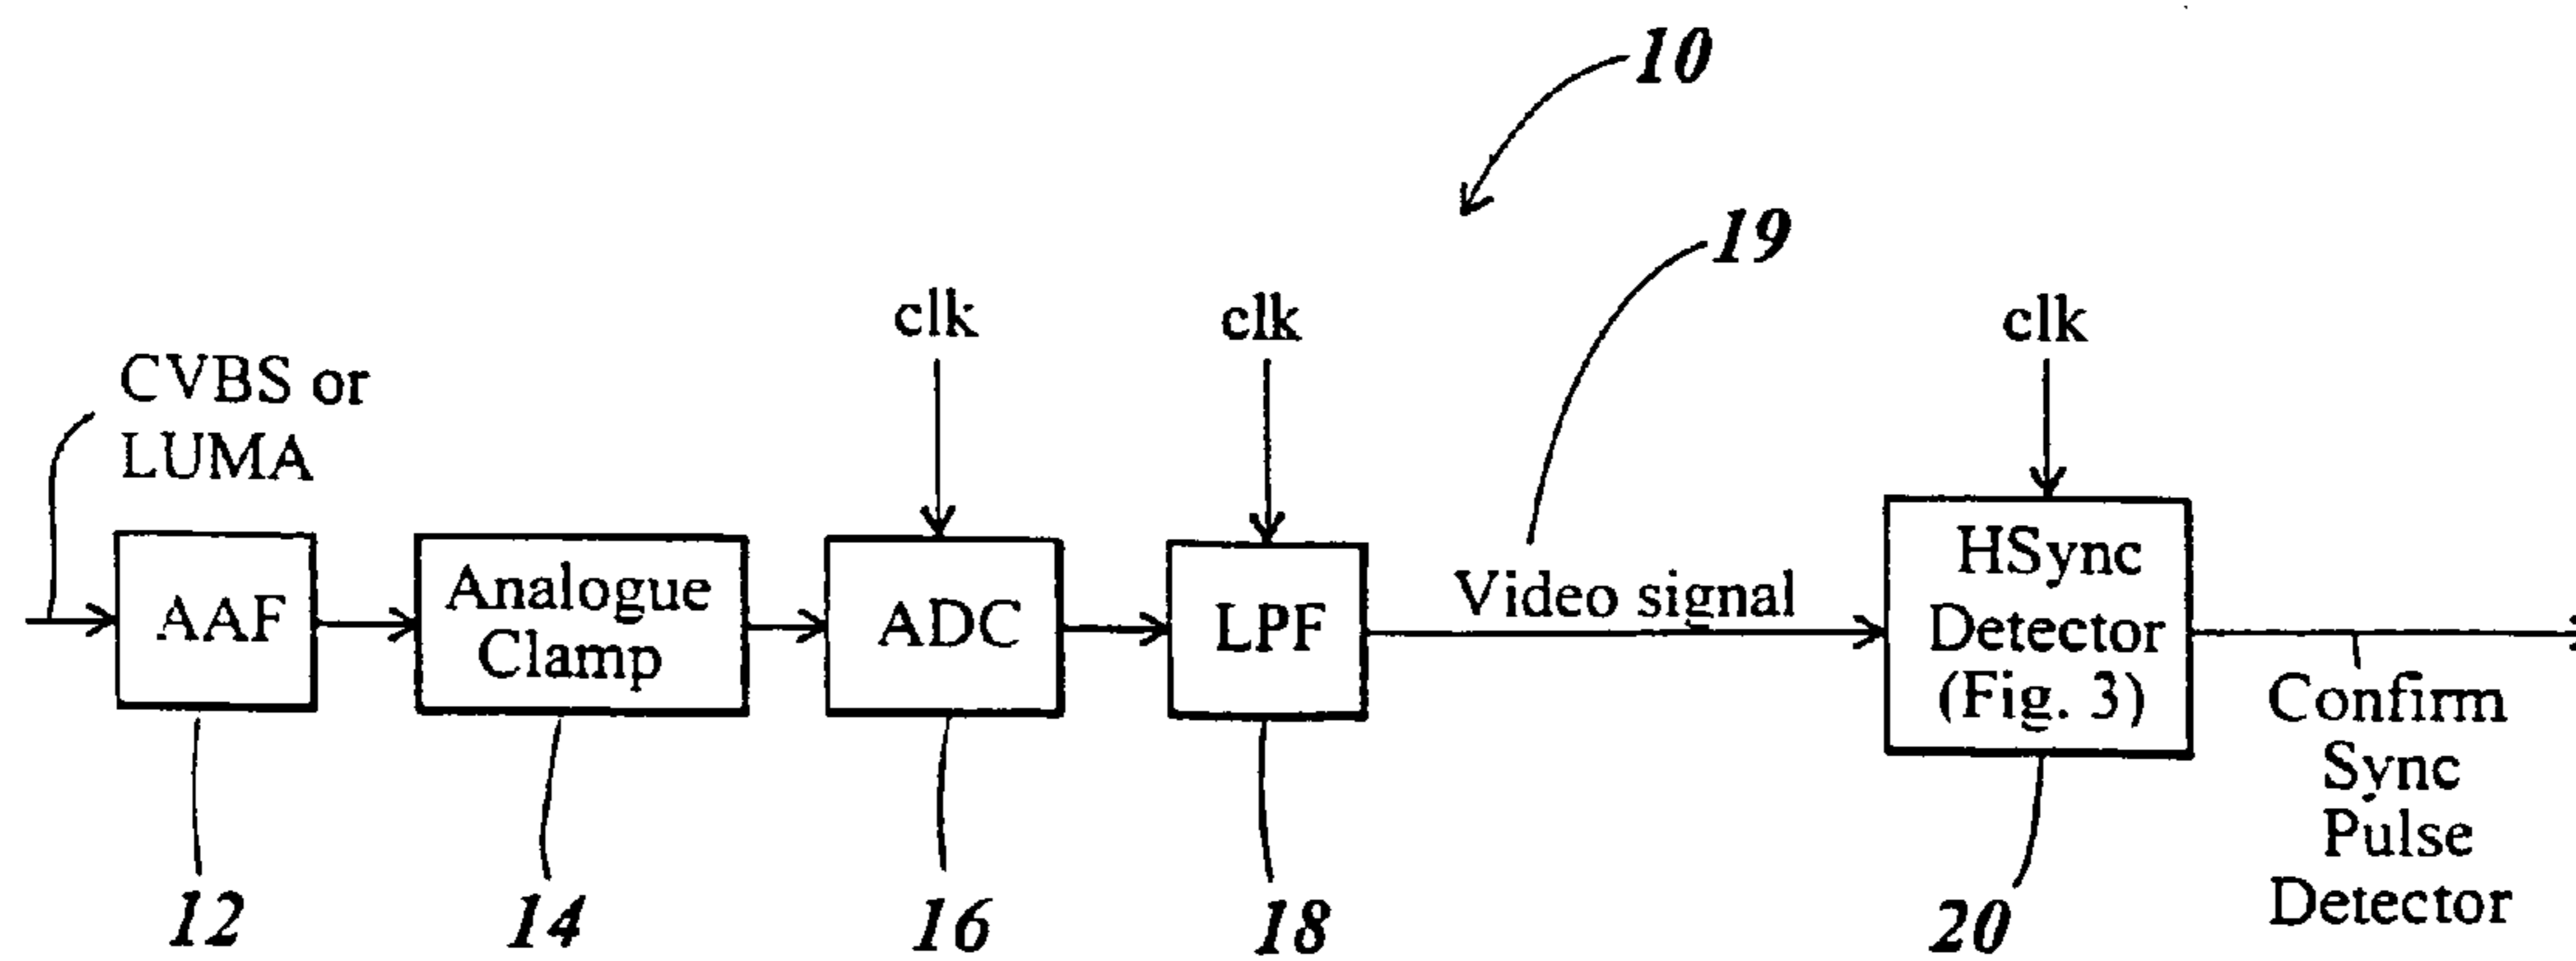 10
19
clk
clk
clk
CVBS or
LUMA
AAF
Analogue
Clamp
ADC
LPF
Video signal
HSync
Detector
(Fig. 3)
Confirm
Sync
Pulse
Detector
12
14
16
18
20